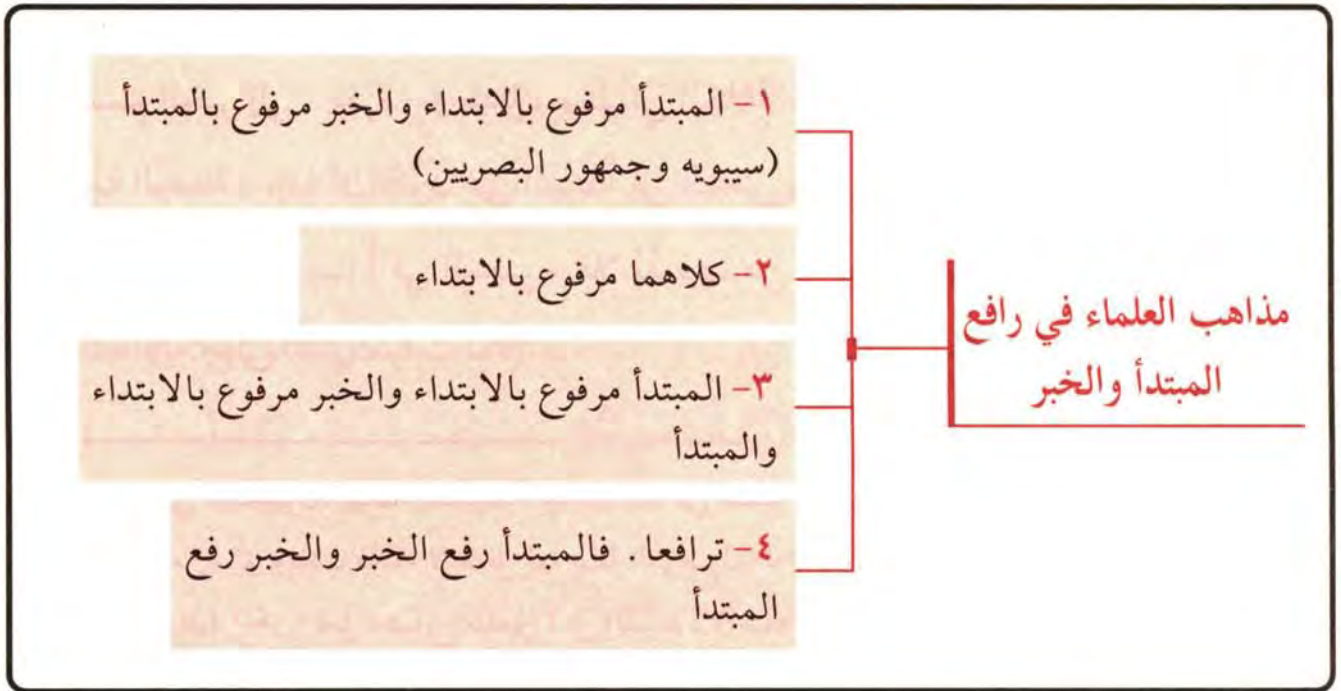 مذاهب العلماء في رافع
المبتدأ والخبر
١- المبتدأ مرفوع بالابتداء والخبر مرفوع بالمبتدأ
(سيبويه وجمهور البصريين)
٢- كلاهما مرفوع بالابتداء
٣- المبتدأ مرفوع بالابتداء والخبر مرفوع بالابتداء
والمبتدأ
٤- ترافعا. فالمبتدأ رفع الخبر والخبر رفع
المبتدأ